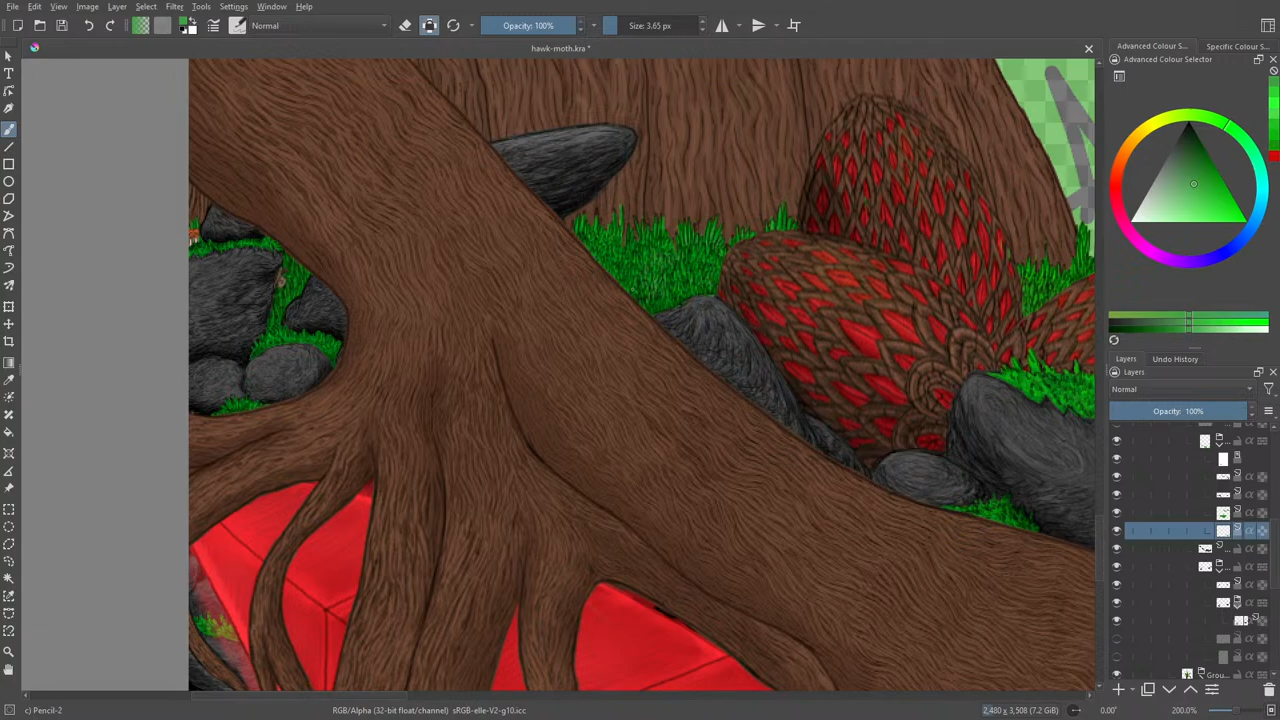 File Edit View Image Layer Select Filter Tools Settings Window Help
Normal
Opacity: 100%
Size: 3.65 px
hawk-moth.kra *
Advanced Colour S...
Specific Colour S...
Advanced Colour Selector
Layers
Undo History
Layers
Normal
Opacity: 100%
Grou...
c) Pencil-2
RGB/Alpha (32-bit float/channel) sRGB-elle-V2-g10.icc
2,480 x 3,508 (7.2 GiB)
0.00°
200.0%